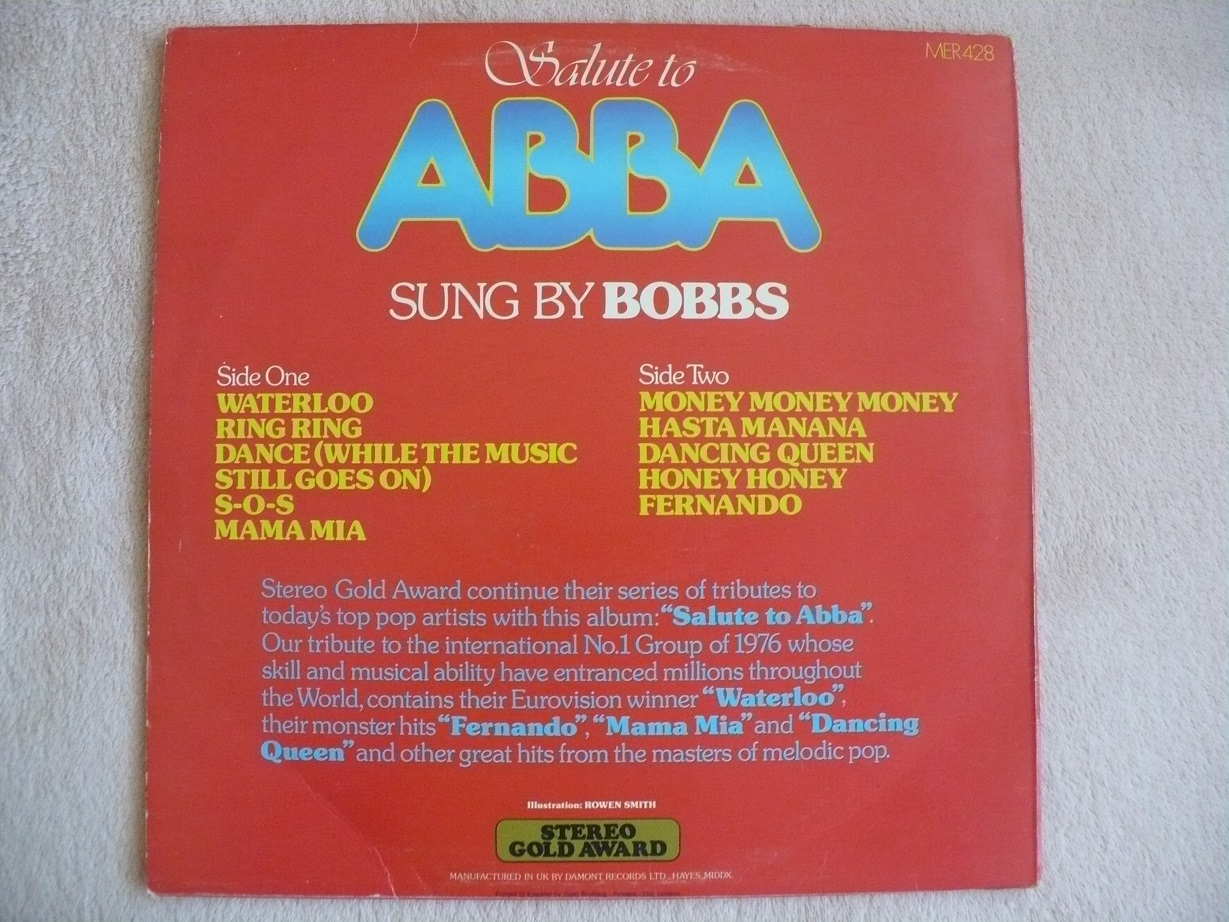 Salute to
MER 428
ABBA
SUNG BY BOBBS
Side One
WATERLOO
RING RING
DANCE (WHILE THE MUSIC
STILL GOES ON)
S-O-S
MAMA MIA
Side Two
MONEY MONEY MONEY
HASTA MANANA
DANCING QUEEN
HONEY HONEY
FERNANDO
Stereo Gold Award continue their series of tributes to
today's top pop artists with this album: “Salute to Abba”.
Our tribute to the international No.1 Group of 1976 whose
skill and musical ability have entranced millions throughout
the World, contains their Eurovision winner “Waterloo”,
their monster hits “Fernando”, “Mama Mia” and “Dancing
Queen” and other great hits from the masters of melodic pop.
Illustration: ROWEN SMITH
STEREO
GOLD AWARD
MANUFACTURED IN UK BY DAMONT RECORDS LTD., HAYES, MIDDX.